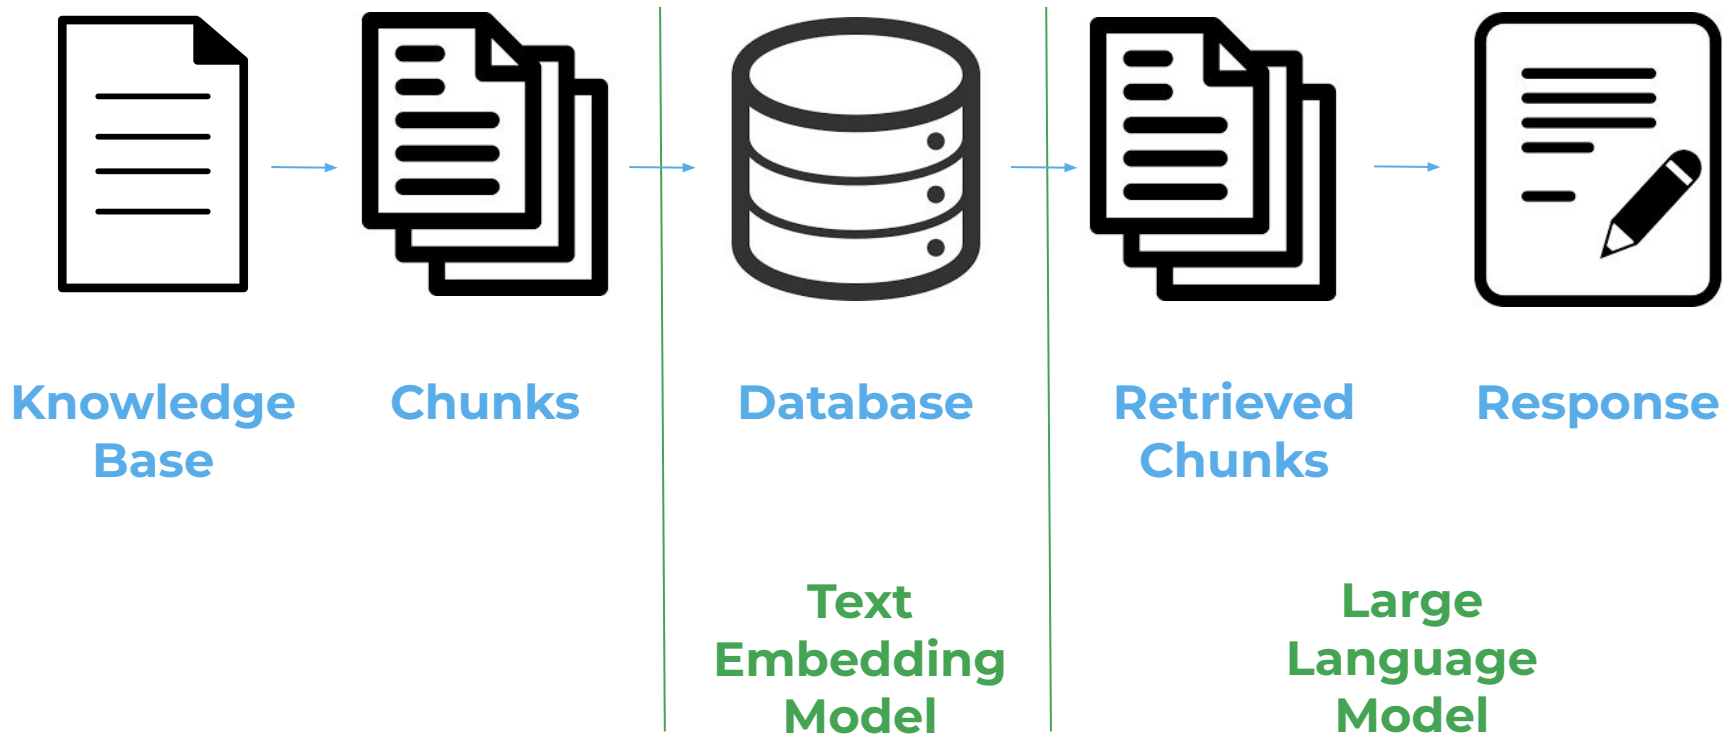 Knowledge
Base
Chunks
Database
Retrieved
Chunks
Response
Text
Embedding
Model
Large
Language
Model